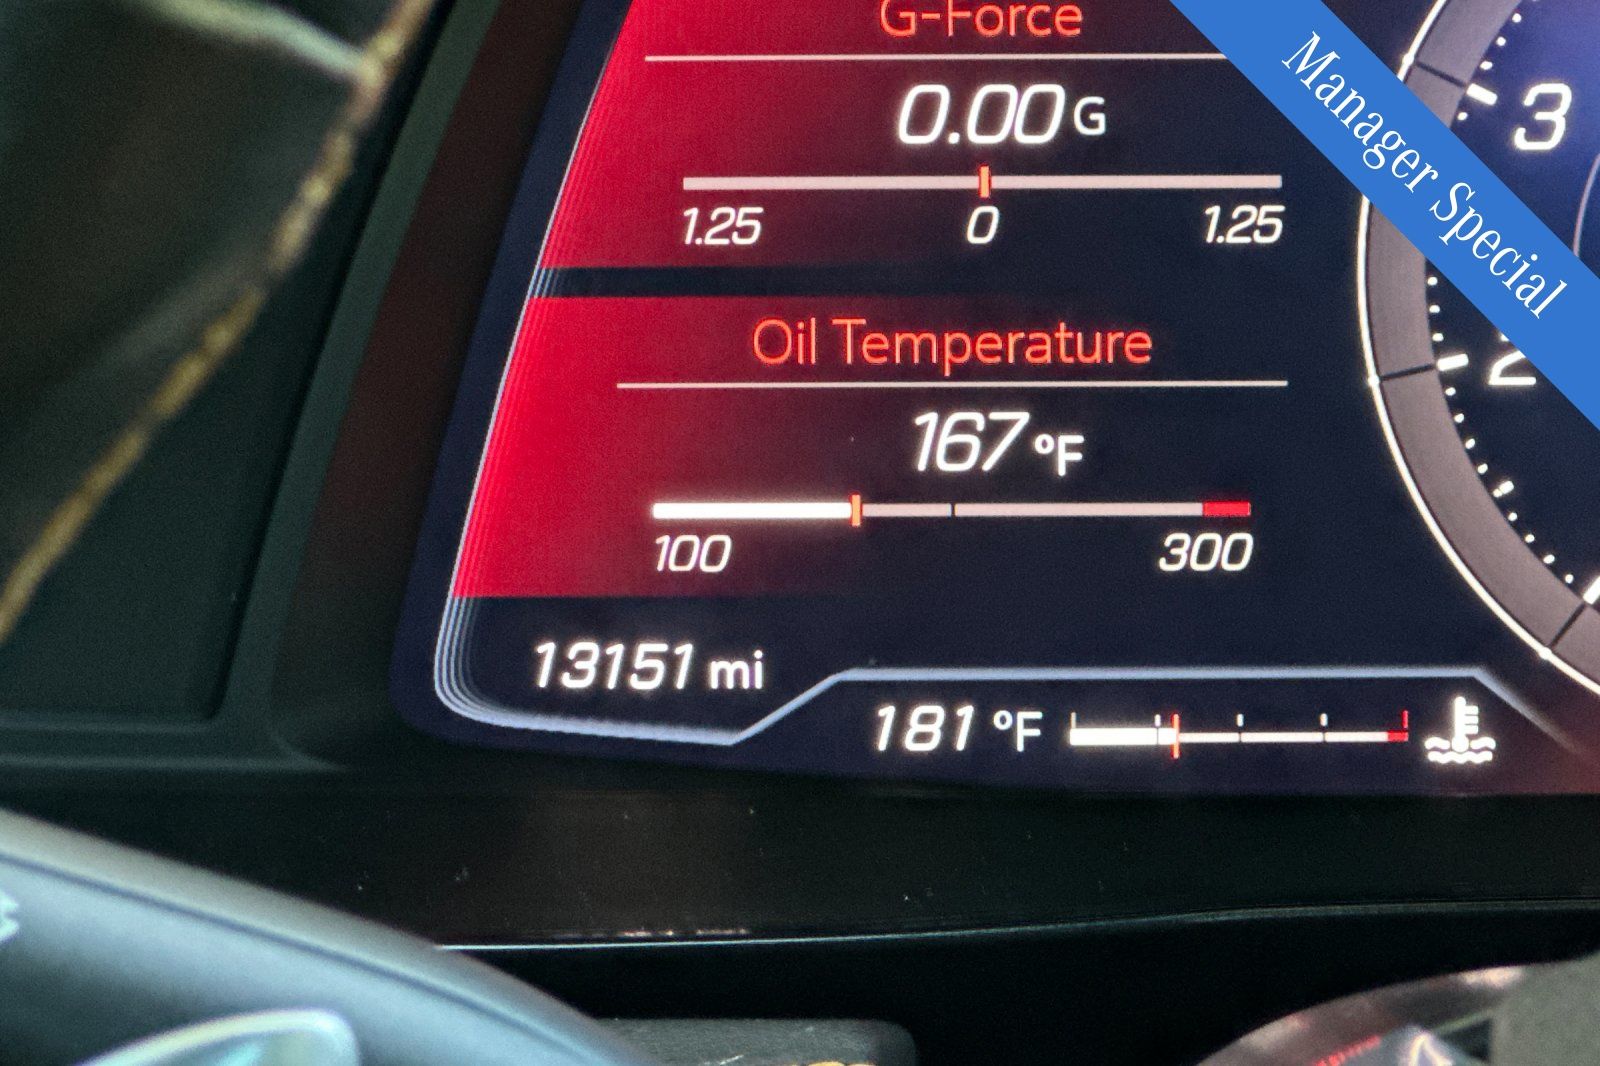 G-Force
0.00 G
1.25 0 1.25
Oil Temperature
167 °F
100 300
13151 mi
181 °F
3
2
Manager Special